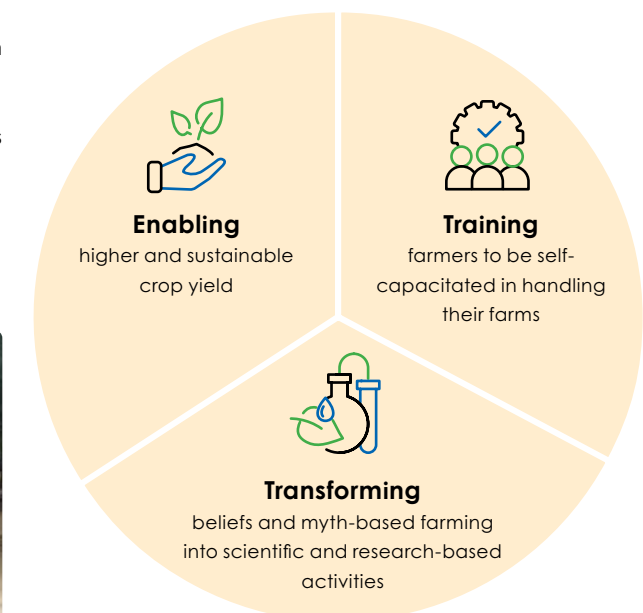 Enabling
higher and sustainable
crop yield
Training
farmers to be self-
capacitated in handling
their farms
Transforming
beliefs and myth-based farming
into scientific and research-based
activities